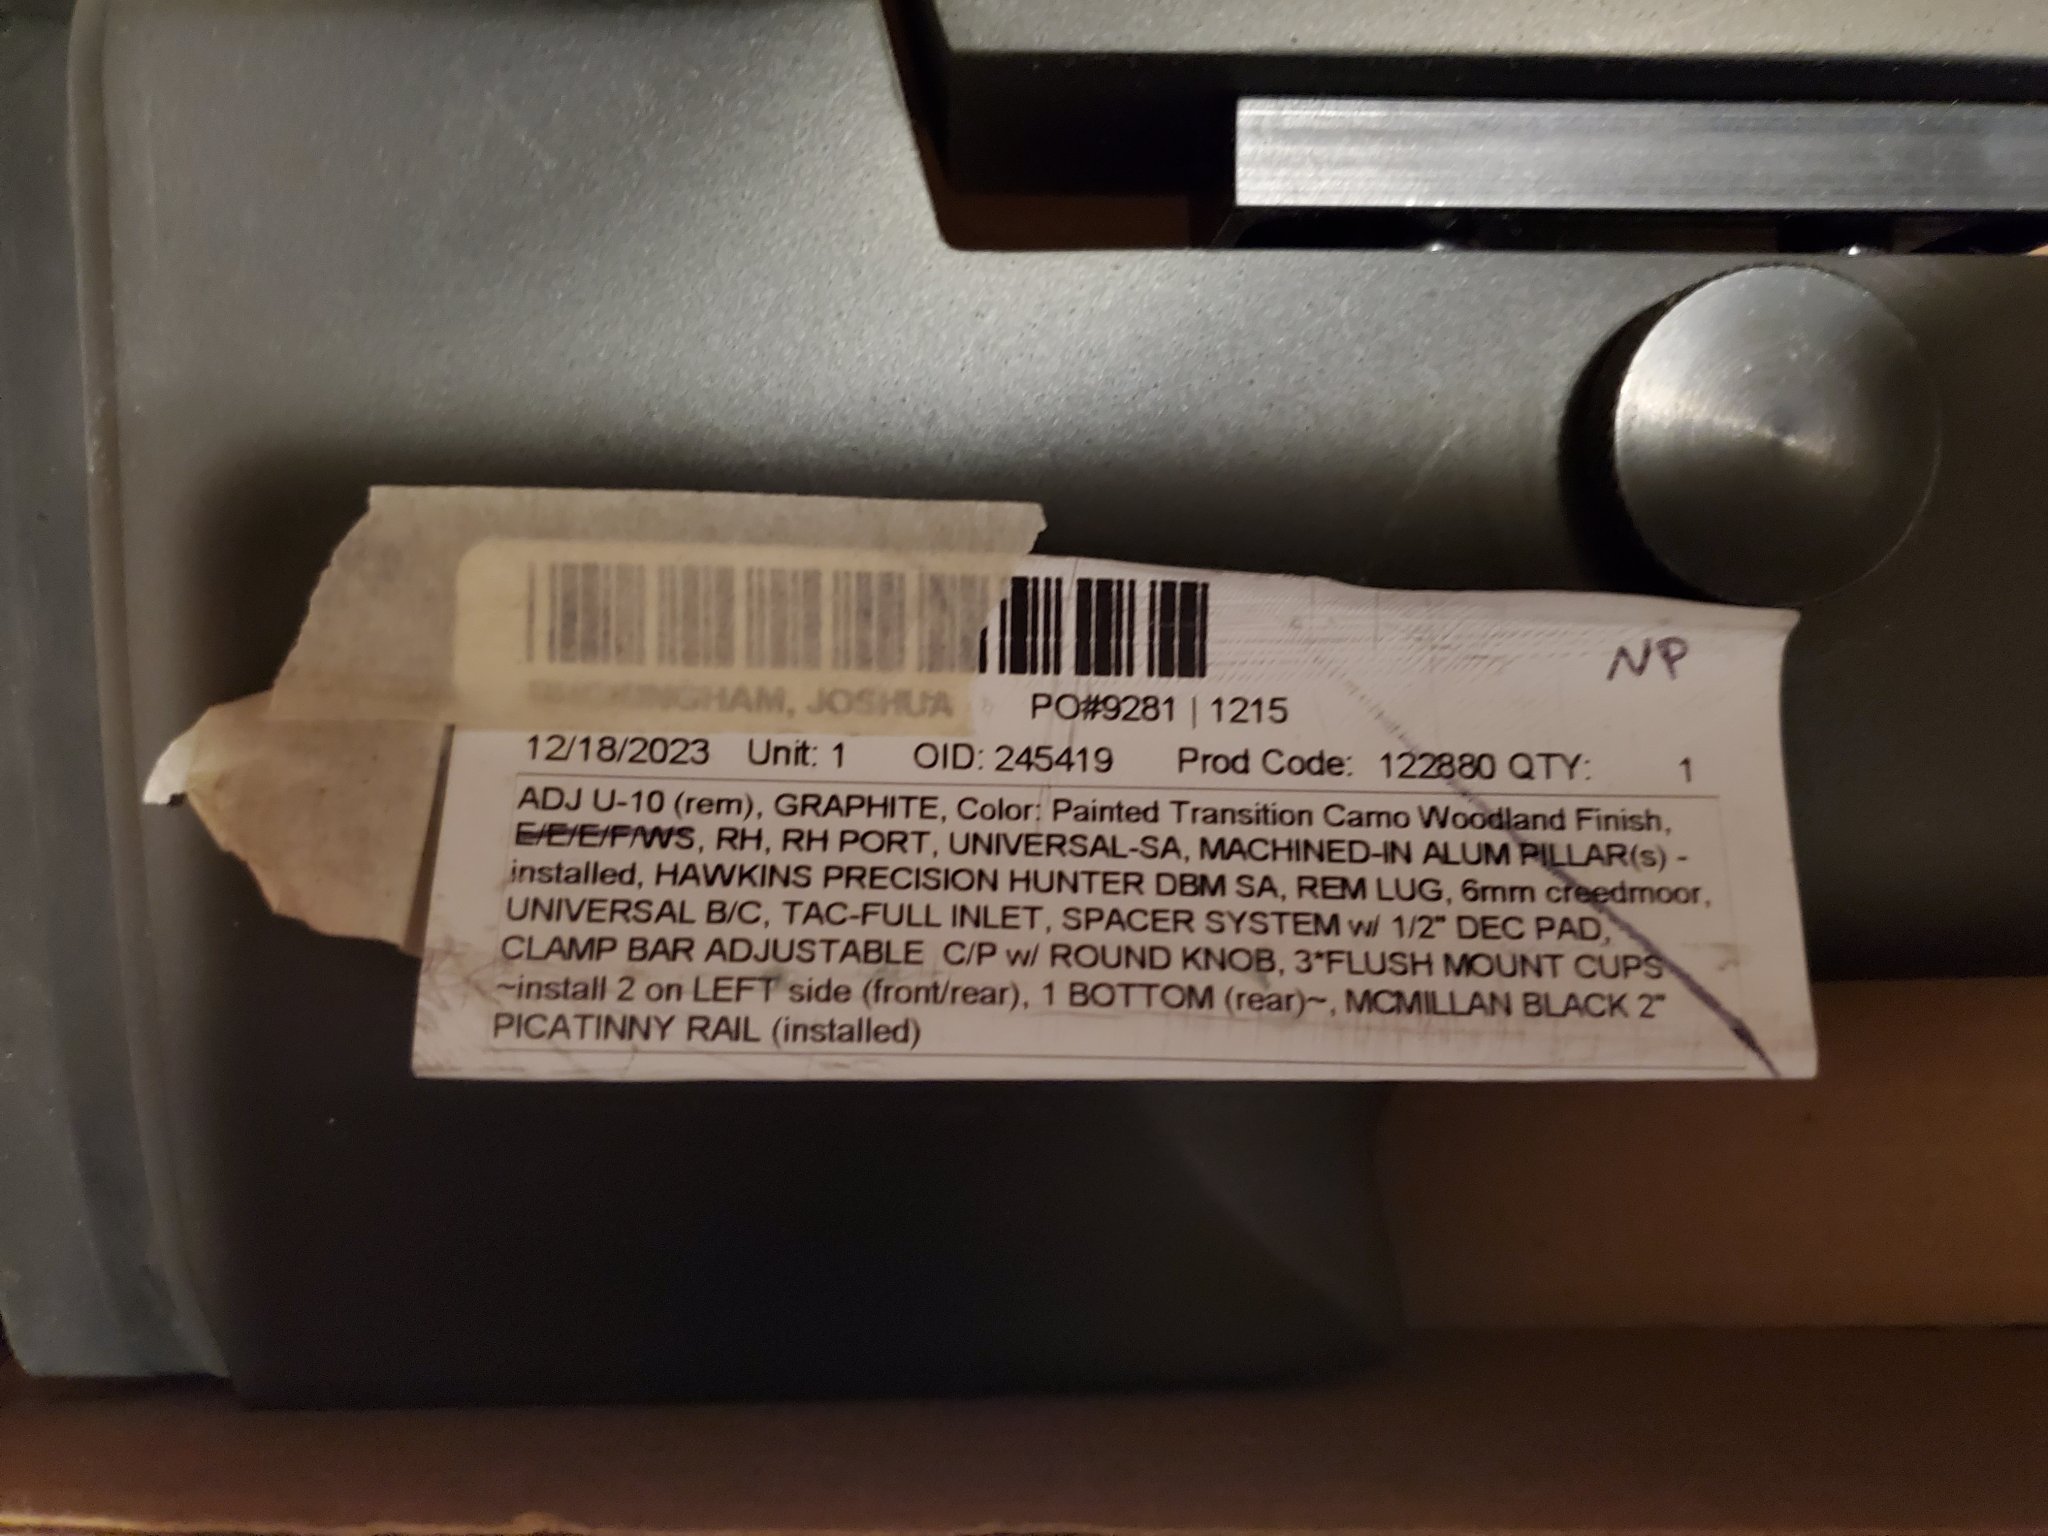 NP
JOSHUA PO#9281 | 1215
12/18/2023 Unit: 1 OID: 245419 Prod Code: 122880 QTY: 1
ADJ U-10 (rem), GRAPHITE, Color: Painted Transition Camo Woodland Finish,
E/E/E/F/WS, RH, RH PORT, UNIVERSAL-SA, MACHINED-IN ALUM PILLAR(s) -
installed, HAWKINS PRECISION HUNTER DBM SA, REM LUG, 6mm creedmoor,
UNIVERSAL B/C, TAC-FULL INLET, SPACER SYSTEM w/ 1/2" DEC PAD,
CLAMP BAR ADJUSTABLE C/P w/ ROUND KNOB, 3*FLUSH MOUNT CUPS
~install 2 on LEFT side (front/rear), 1 BOTTOM (rear)~, MCMILLAN BLACK 2"
PICATINNY RAIL (installed)